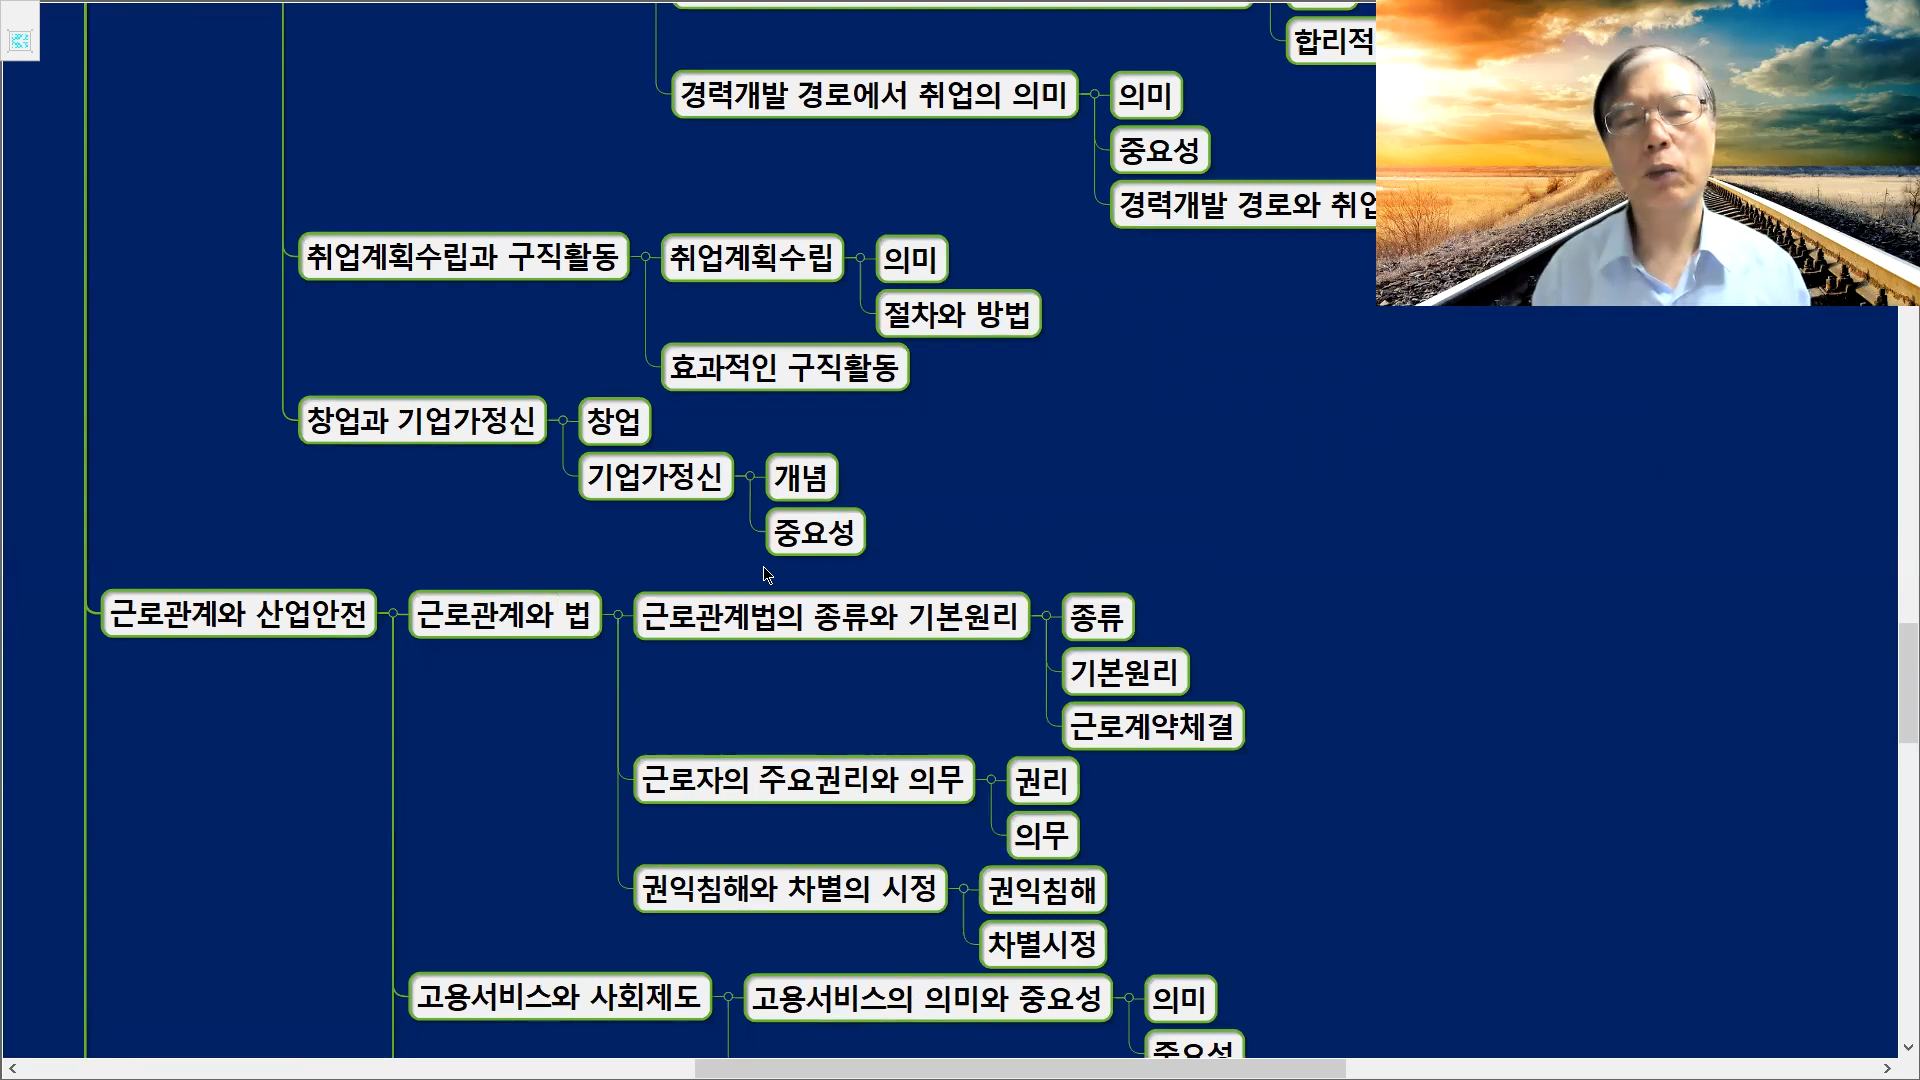 합리적
경력개발 경로에서 취업의 의미
의미
중요성
경력개발 경로와 취업
취업계획수립과 구직활동
취업계획수립
의미
절차와 방법
효과적인 구직활동
창업과 기업가정신
창업
기업가정신
개념
중요성
근로관계와 산업안전
근로관계와 법
근로관계법의 종류와 기본원리
종류
기본원리
근로계약체결
근로자의 주요권리와 의무
권리
의무
권익침해와 차별의 시정
권익침해
차별시정
고용서비스와 사회제도
고용서비스의 의미와 중요성
의미
중요성